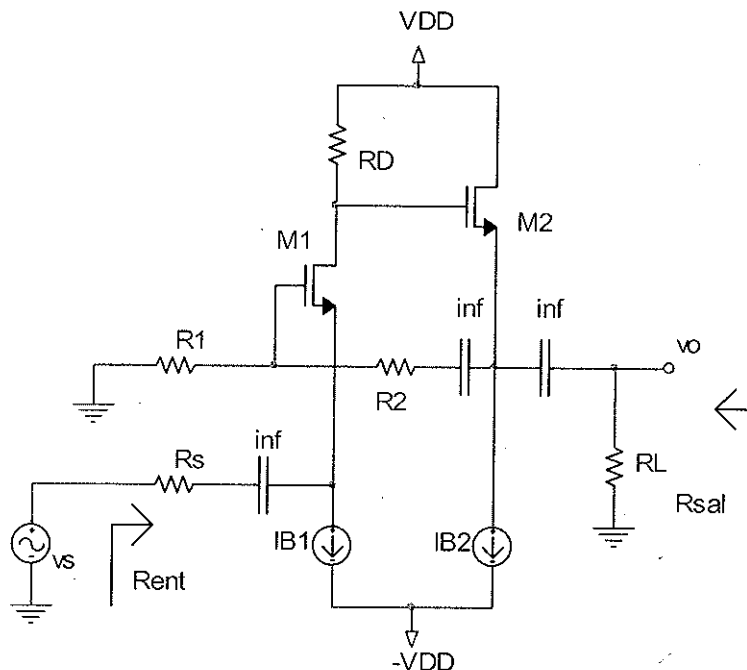 VDD
RD
M2
M1
inf
inf
R1
vo
R2
Rs
inf
RL
Rsal
IB1
IB2
vs
Rent
-VDD